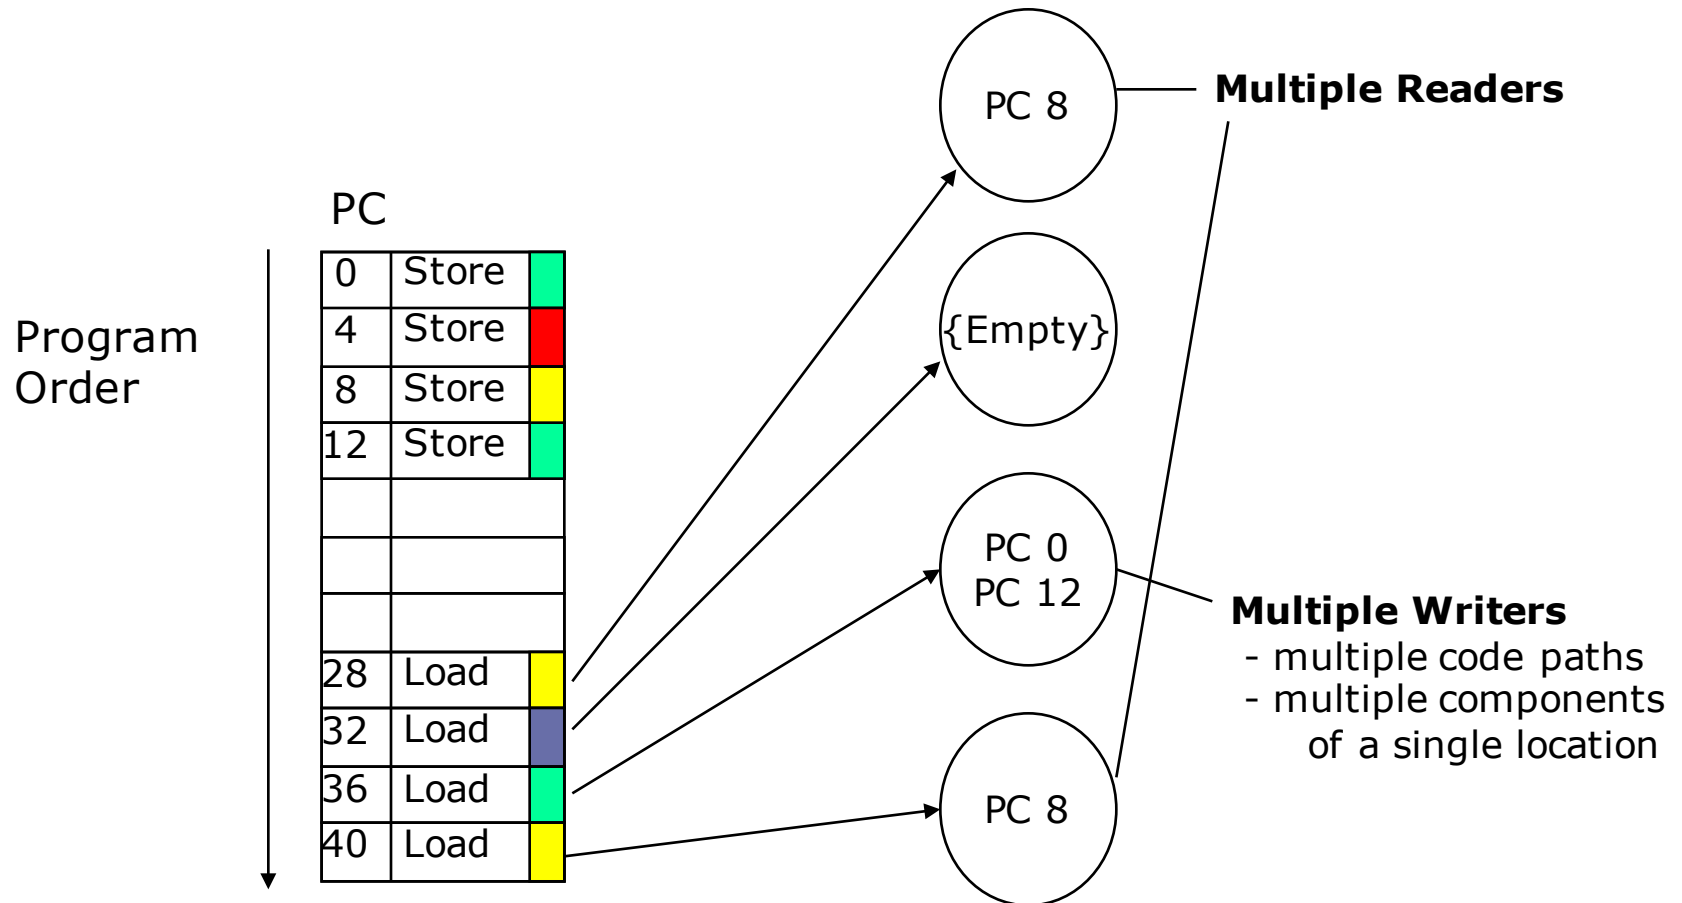 Program
Order
PC
0 Store
4 Store
8 Store
12 Store
28 Load
32 Load
36 Load
40 Load
PC 8
{Empty}
PC 0
PC 12
PC 8
Multiple Readers
Multiple Writers
- multiple code paths
- multiple components
of a single location